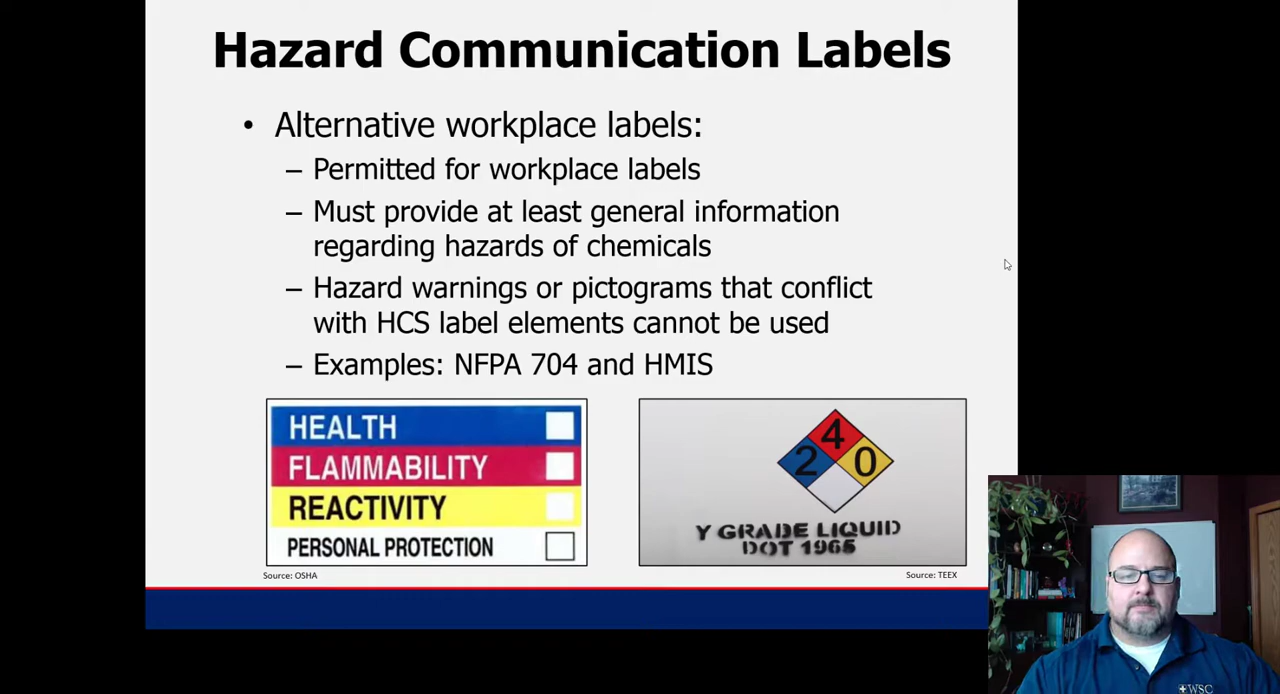 Hazard Communication Labels
• Alternative workplace labels:
– Permitted for workplace labels
– Must provide at least general information
regarding hazards of chemicals
– Hazard warnings or pictograms that conflict
with HCS label elements cannot be used
– Examples: NFPA 704 and HMIS
HEALTH
FLAMMABILITY
REACTIVITY
PERSONAL PROTECTION
Source: OSHA
4
2 0
Y GRADE LIQUID
DOT 1965
Source: TEEX
WSC